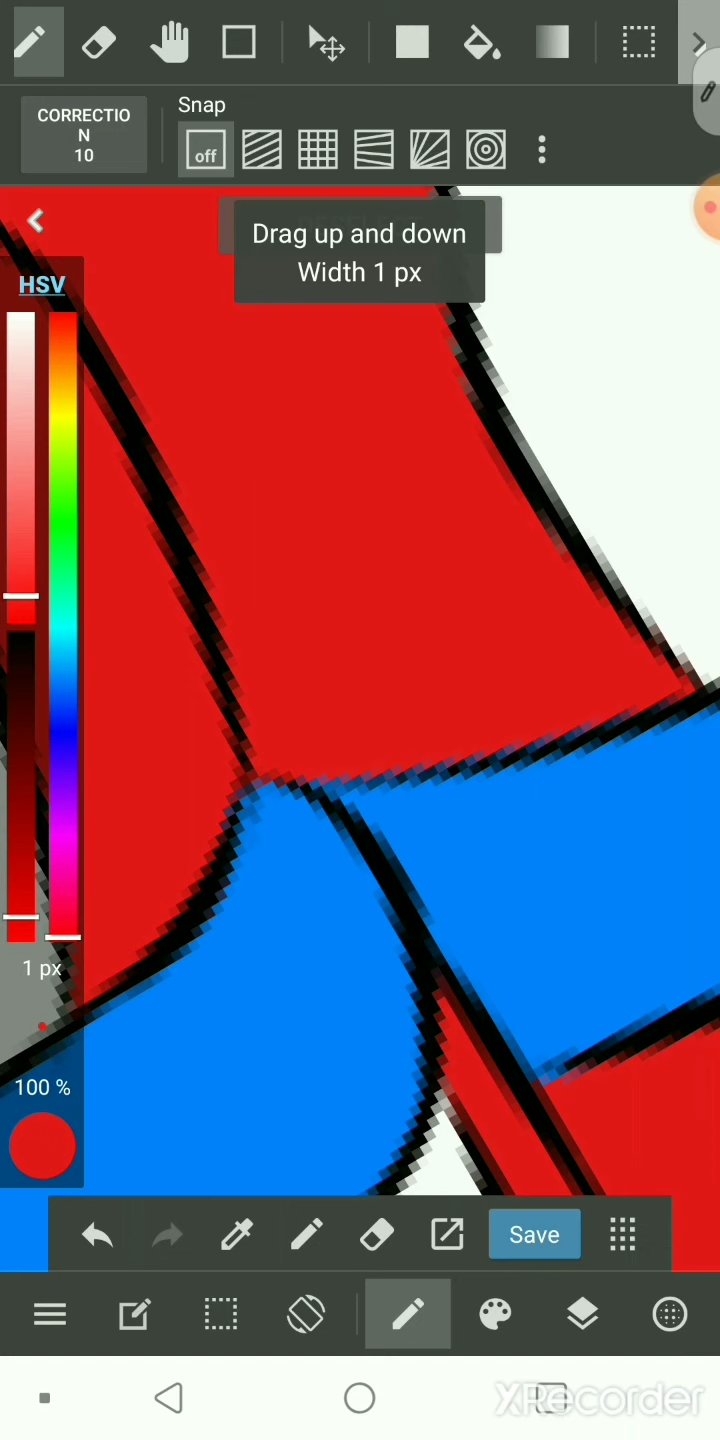 CORRECTIO
N
10
Snap
off
Drag up and down
Width 1 px
HSV
1 px
100 %
Save
XRecorder